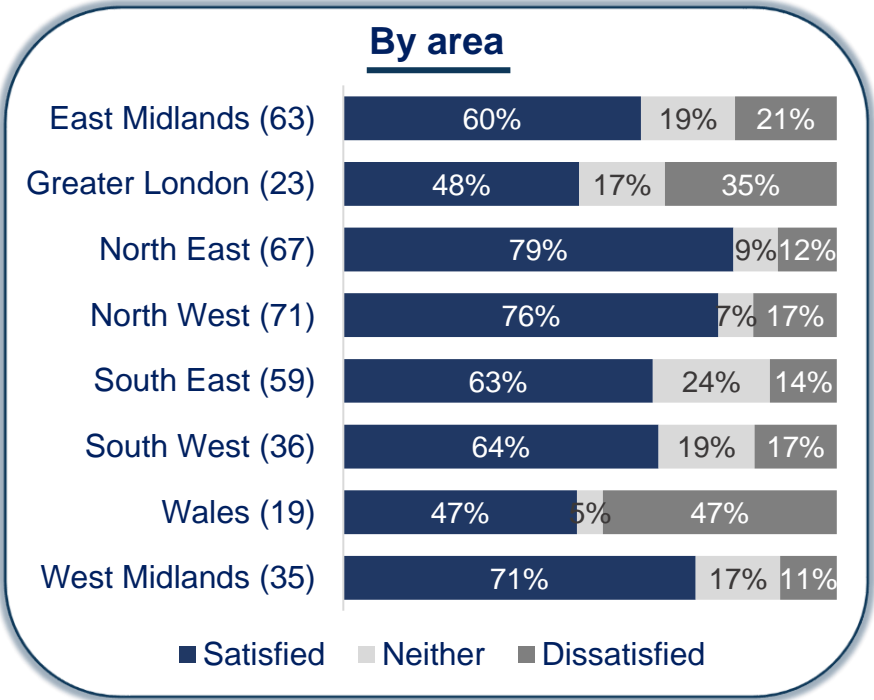 By area
East Midlands (63) 60% 19% 21%
Greater London (23) 48% 17% 35%
North East (67) 79% 9% 12%
North West (71) 76% 7% 17%
South East (59) 63% 24% 14%
South West (36) 64% 19% 17%
Wales (19) 47% 5% 47%
West Midlands (35) 71% 17% 11%
Satisfied Neither Dissatisfied